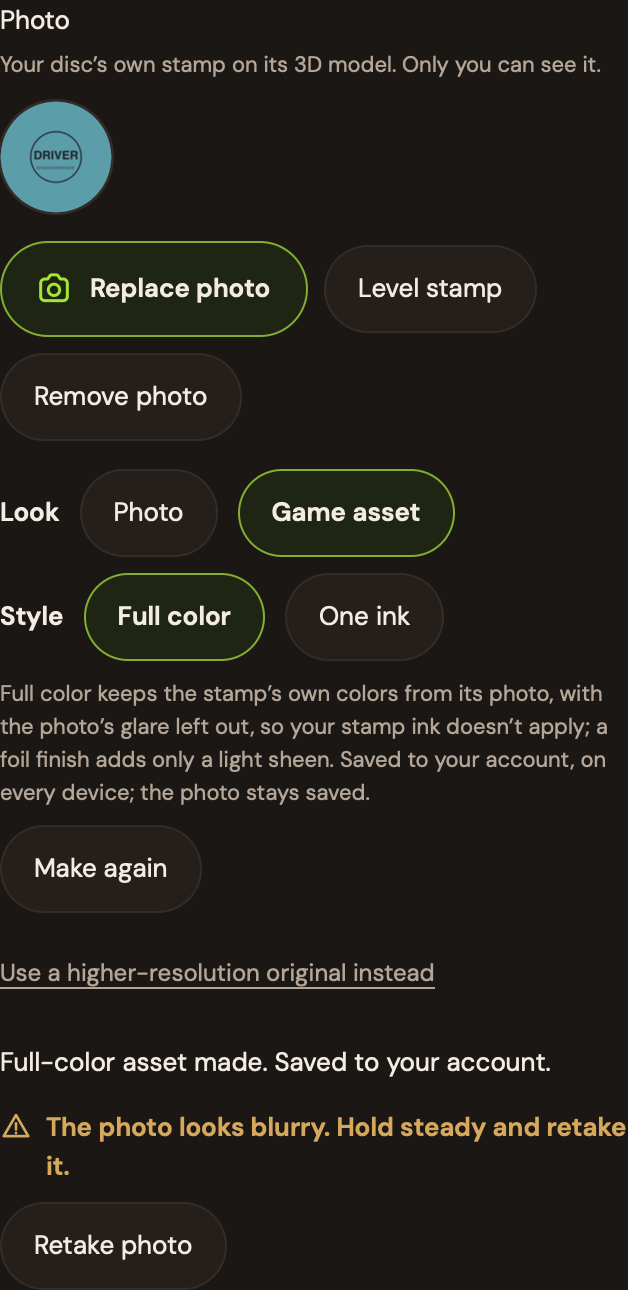 Photo
Your disc’s own stamp on its 3D model. Only you can see it.
DRIVER
Replace photo
Level stamp
Remove photo
Look
Photo
Game asset
Style
Full color
One ink
Full color keeps the stamp’s own colors from its photo, with
the photo’s glare left out, so your stamp ink doesn’t apply; a
foil finish adds only a light sheen. Saved to your account, on
every device; the photo stays saved.
Make again
Use a higher-resolution original instead
Full-color asset made. Saved to your account.
The photo looks blurry. Hold steady and retake
it.
Retake photo